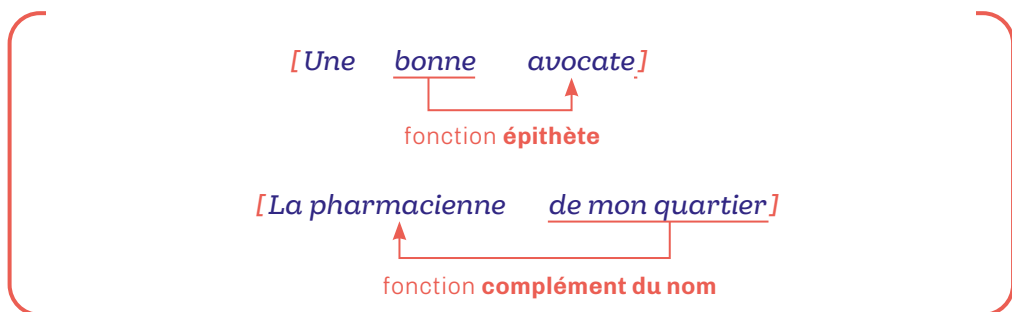 [Une bonne avocate]
fonction épithète
[La pharmacienne de mon quartier]
fonction complément du nom